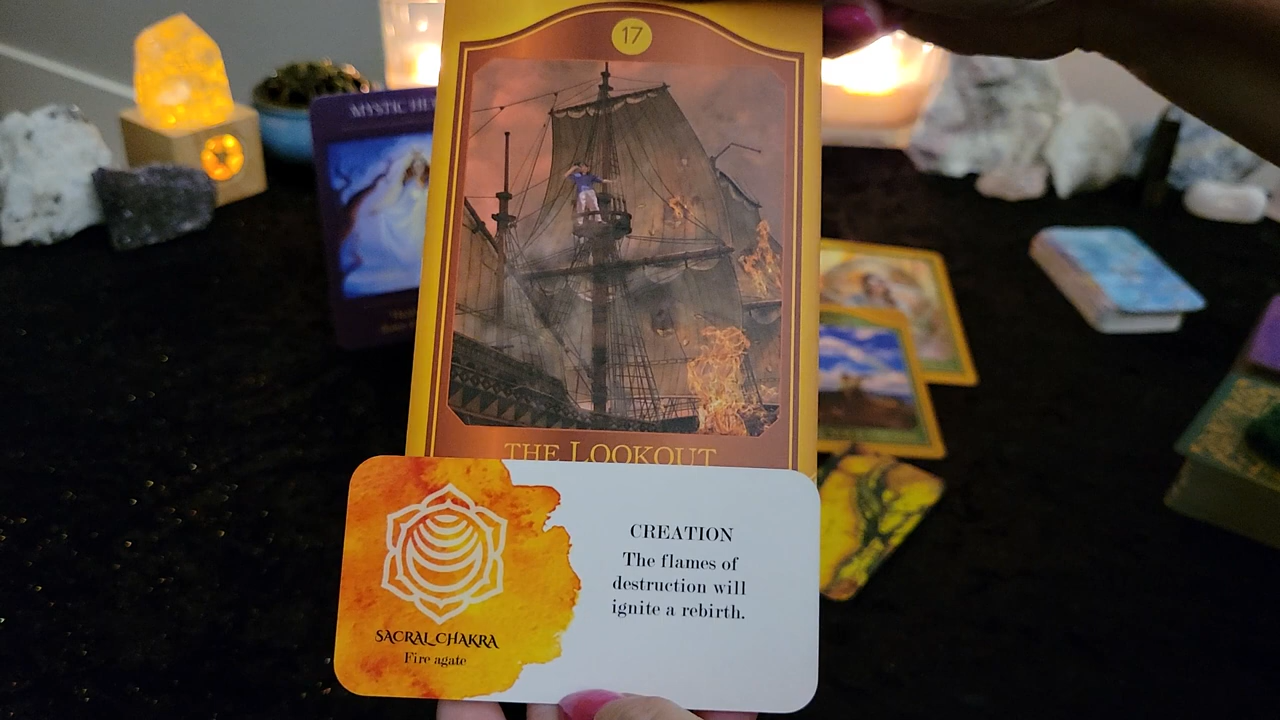 17
MYSTIC
THE LOOKOUT
CREATION
The flames of
destruction will
ignite a rebirth.
SACRAL CHAKRA
Fire agate